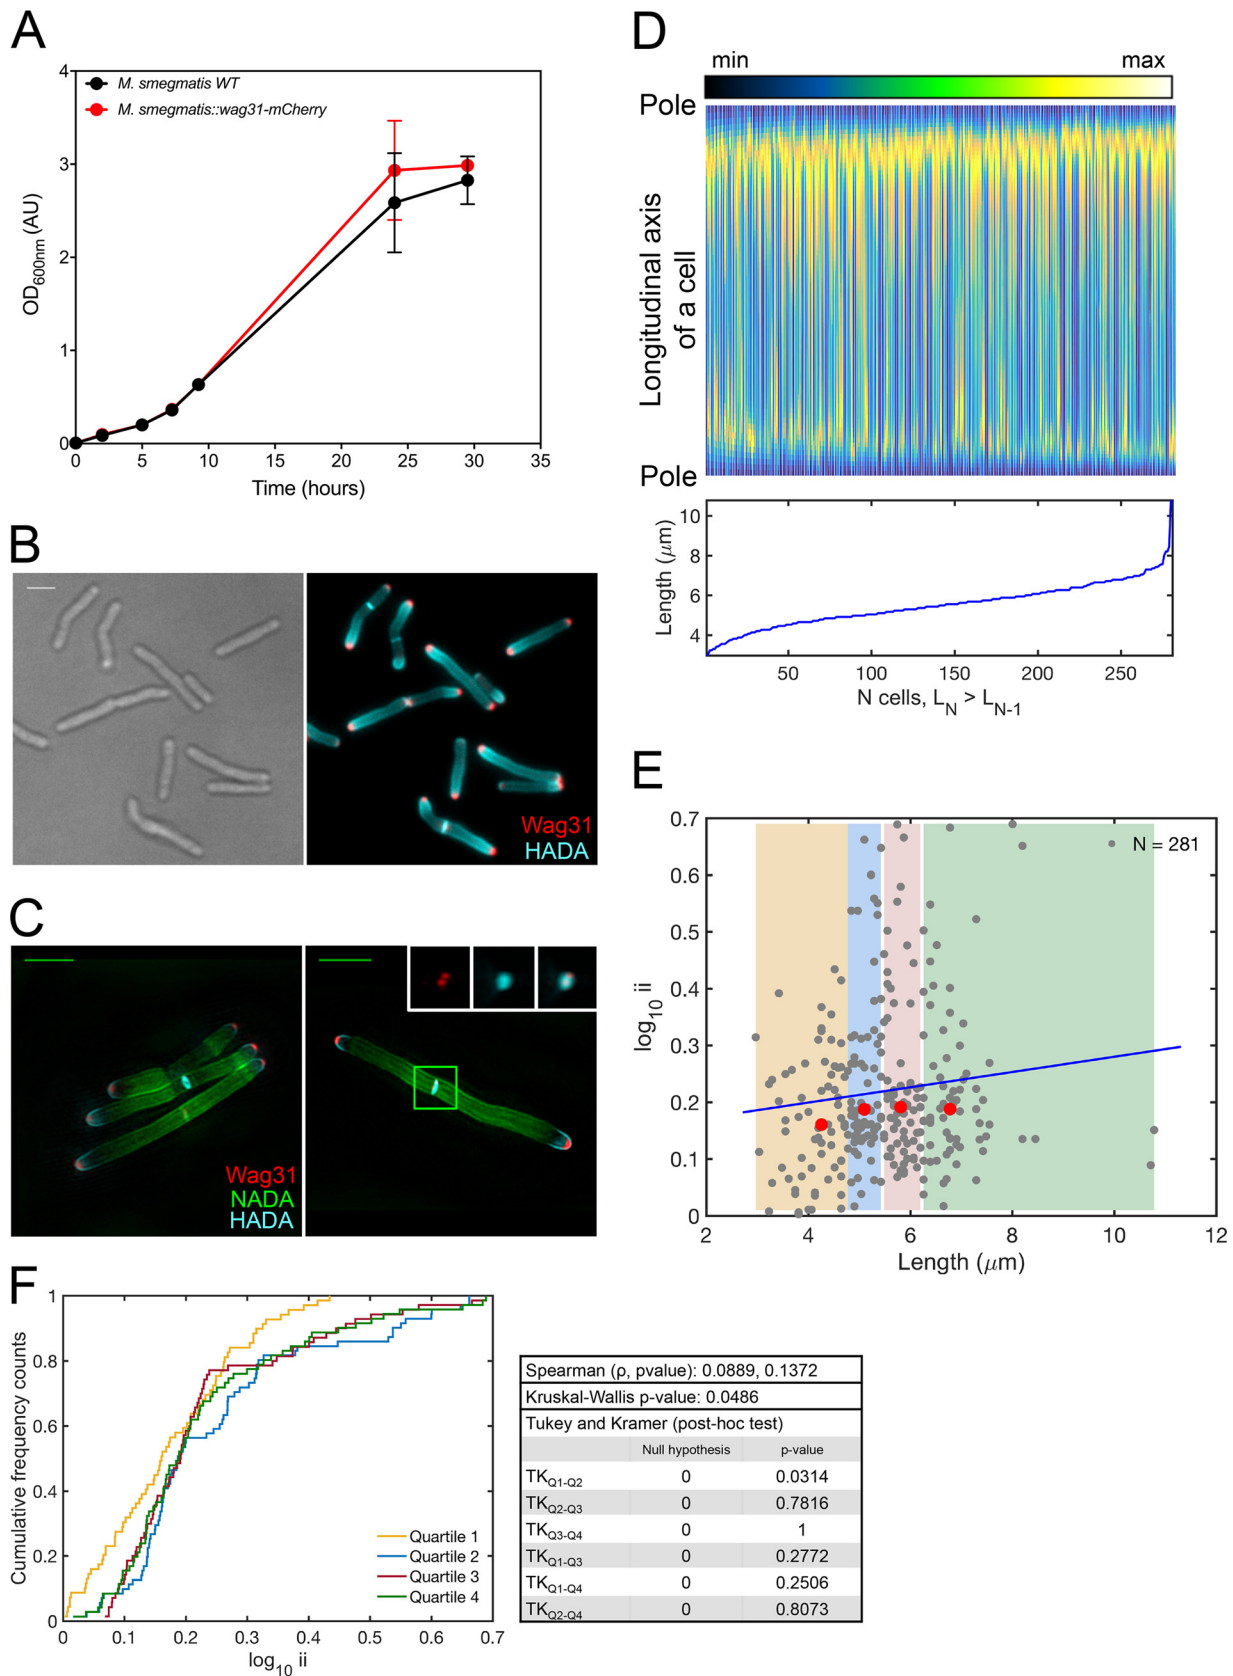 A
M. smegmatis WT
M. smegmatis::wag31-mCherry
4
3
2
1
0
OD600nm (AU)
0 5 10 15 20 25 30 35
Time (hours)
B
Wag31
HADA
C
Wag31
NADA
HADA
D
min max
Pole
Longitudinal axis
of a cell
Pole
10
8
6
4
Length (μm)
50 100 150 200 250
N cells, LN > LN-1
E
0.7
0.6
0.5
0.4
0.3
0.2
0.1
0
log10 ii
N = 281
2 4 6 8 10 12
Length (μm)
F
1
0.8
0.6
0.4
0.2
0
Cumulative frequency counts
Quartile 1
Quartile 2
Quartile 3
Quartile 4
0 0.1 0.2 0.3 0.4 0.5 0.6 0.7
log10 ii
Spearman (ρ, pvalue): 0.0889, 0.1372
Kruskal-Wallis p-value: 0.0486
Tukey and Kramer (post-hoc test)
Null hypothesis p-value
TKQ1-Q2 0 0.0314
TKQ2-Q3 0 0.7816
TKQ3-Q4 0 1
TKQ1-Q3 0 0.2772
TKQ1-Q4 0 0.2506
TKQ2-Q4 0 0.8073